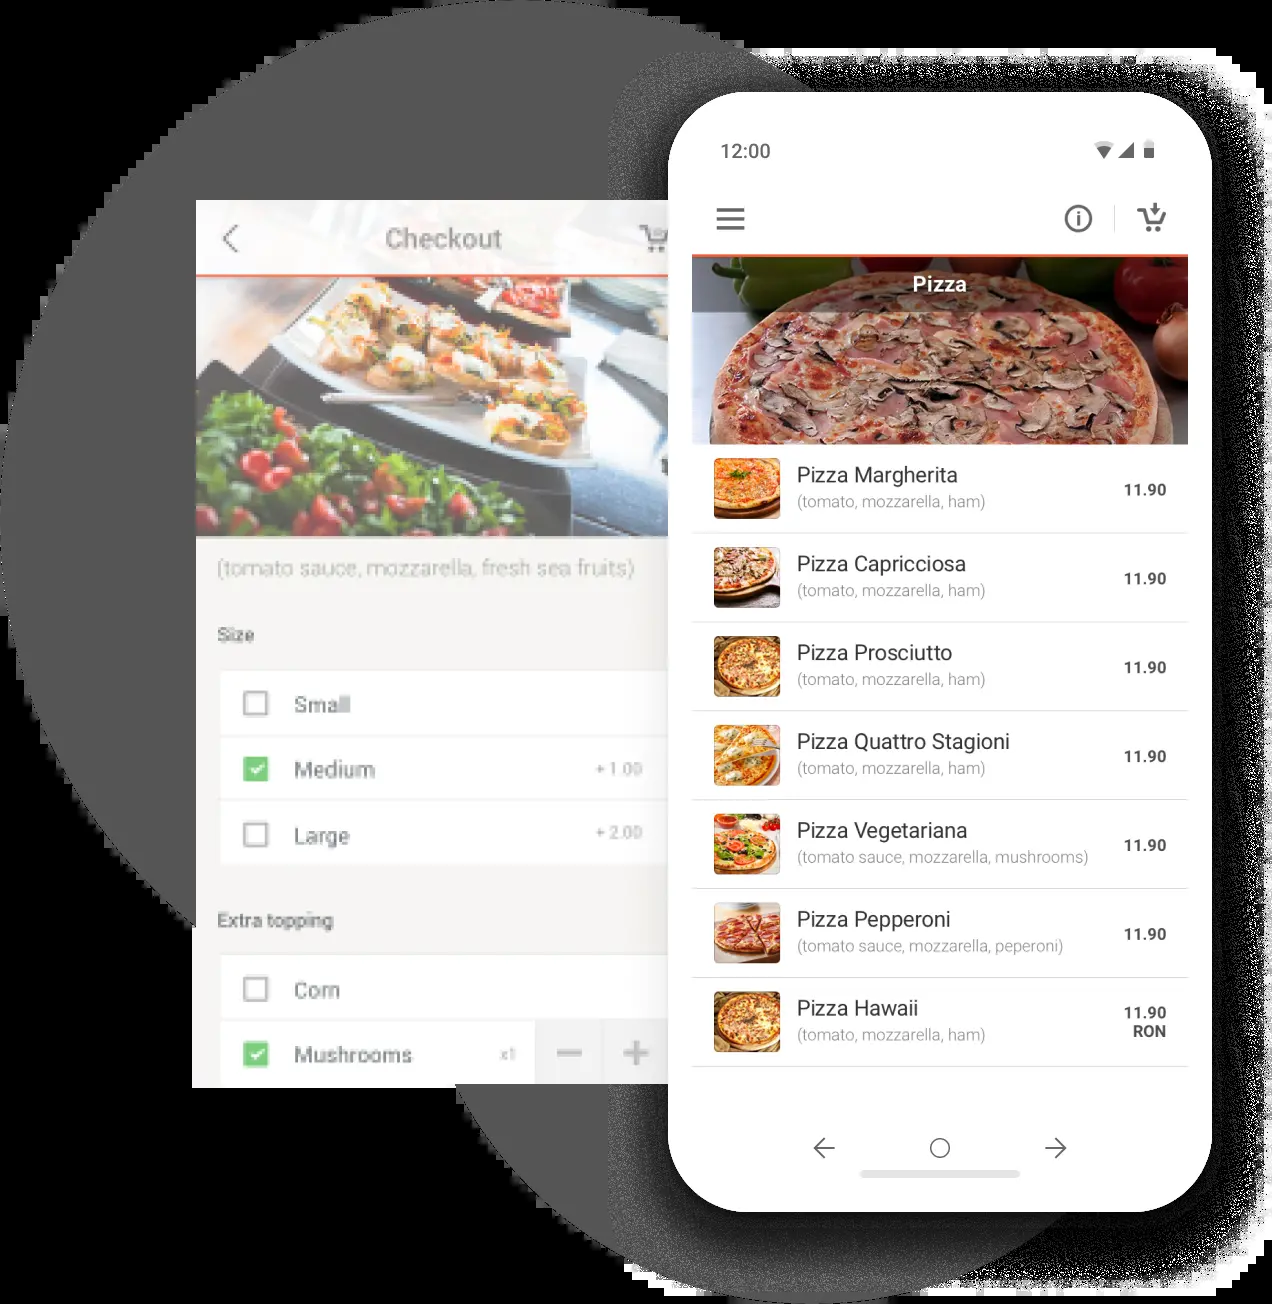 Checkout
(tomato sauce, mozzarella, fresh sea fruits)
Size
Small
Medium + 1.00
Large + 2.00
Extra topping
Corn
Mushrooms x1
12:00
Pizza
Pizza Margherita
(tomato, mozzarella, ham)
11.90
Pizza Capricciosa
(tomato, mozzarella, ham)
11.90
Pizza Prosciutto
(tomato, mozzarella, ham)
11.90
Pizza Quattro Stagioni
(tomato, mozzarella, ham)
11.90
Pizza Vegetariana
(tomato sauce, mozzarella, mushrooms)
11.90
Pizza Pepperoni
(tomato sauce, mozzarella, peperoni)
11.90
Pizza Hawaii
(tomato, mozzarella, ham)
11.90
RON